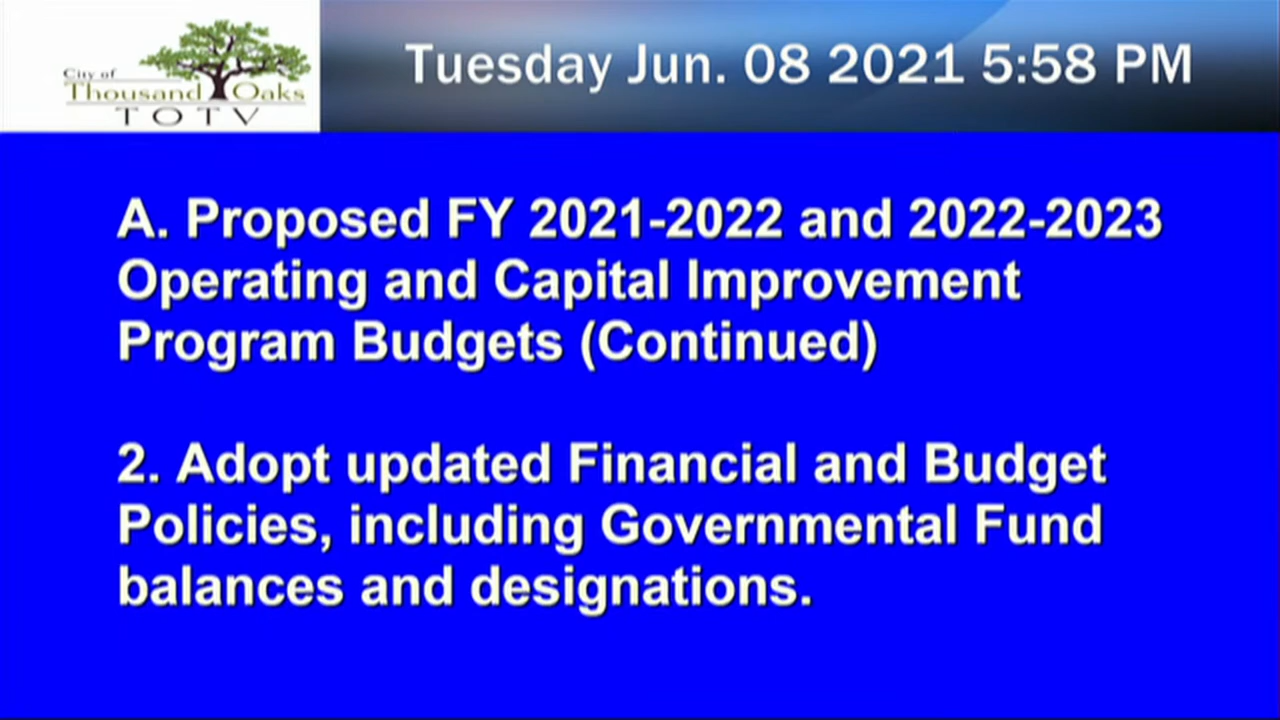 City of
Thousand Oaks
TOTV
Tuesday Jun. 08 2021 5:58 PM
A. Proposed FY 2021-2022 and 2022-2023
Operating and Capital Improvement
Program Budgets (Continued)
2. Adopt updated Financial and Budget
Policies, including Governmental Fund
balances and designations.